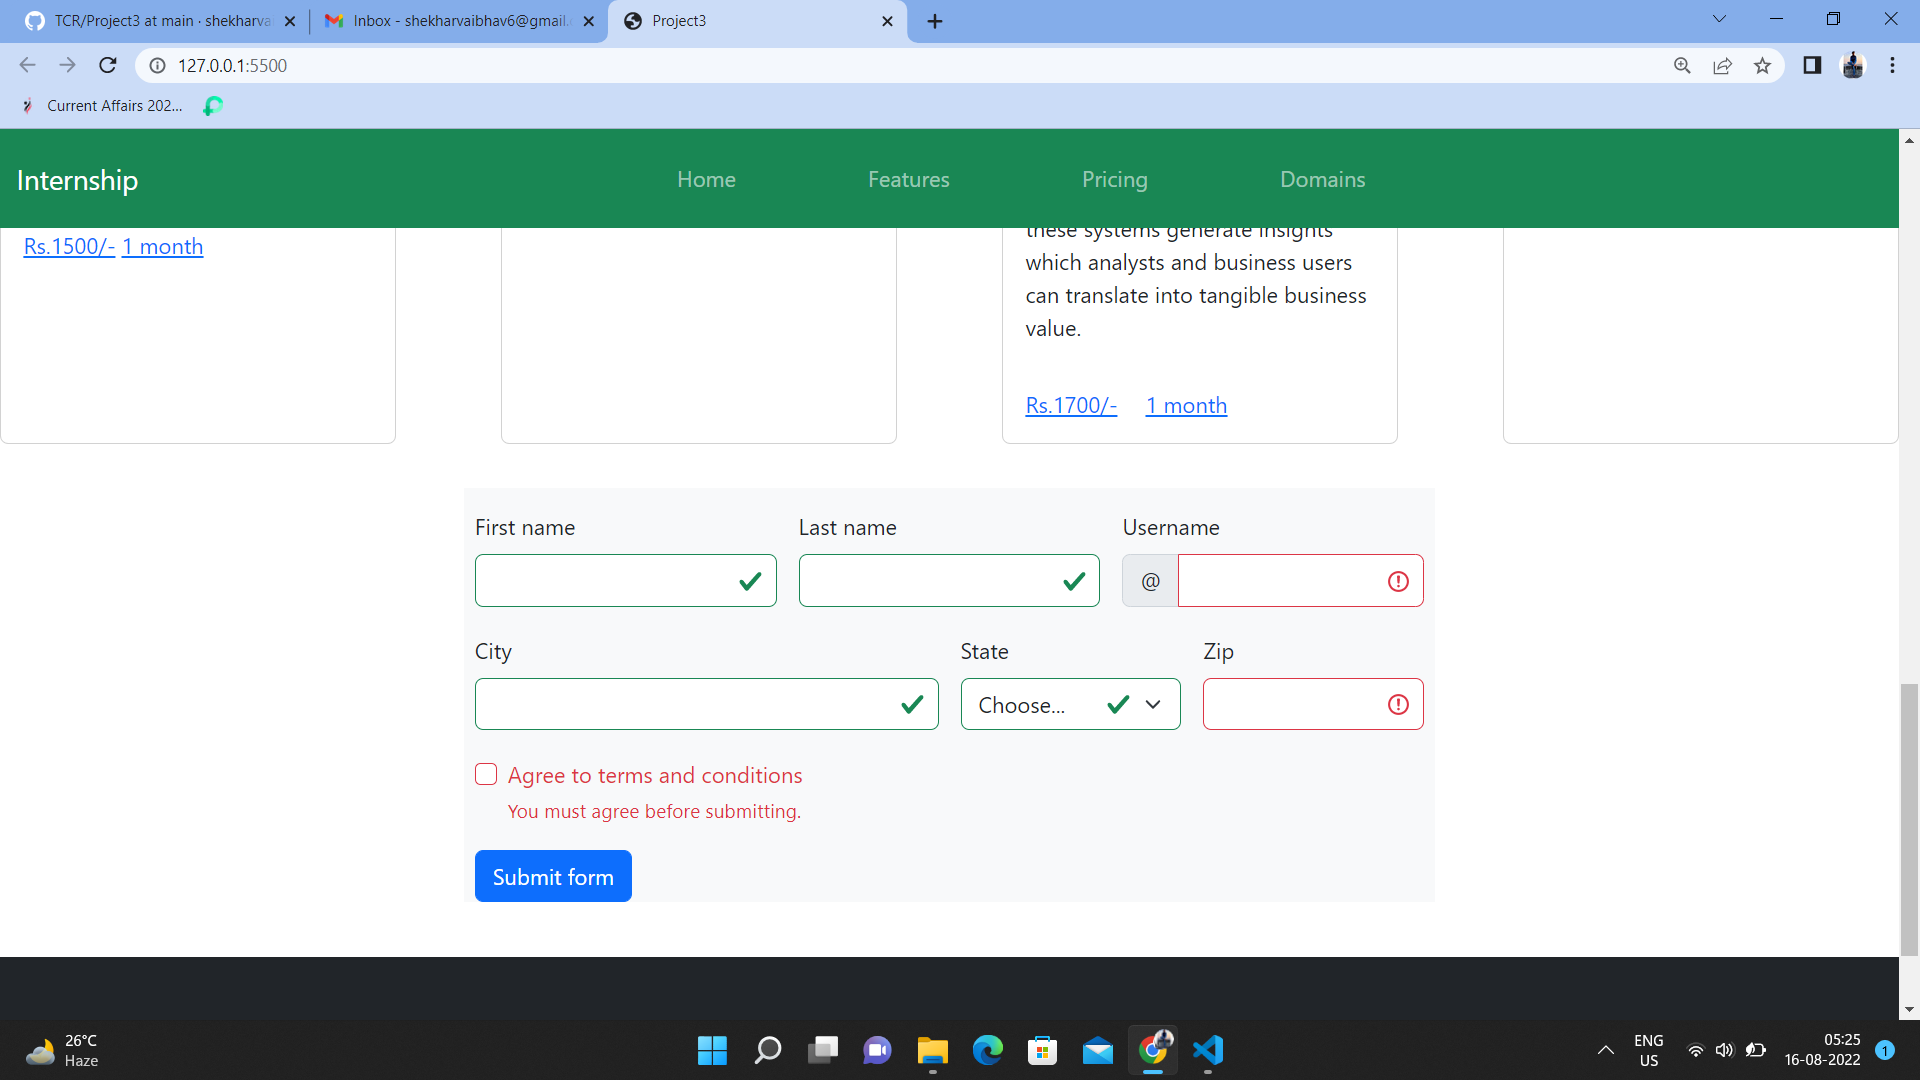 TCR/Project3 at main · shekharva
Inbox - shekharvaibhav6@gmail.
Project3
127.0.0.1:5500
Current Affairs 202...
Internship
Home
Features
Pricing
Domains
Rs.1500/- 1 month
these systems generate insights
which analysts and business users
can translate into tangible business
value.
Rs.1700/- 1 month
First name
Last name
Username
@
City
State
Zip
Choose...
Agree to terms and conditions
You must agree before submitting.
Submit form
26°C
Haze
ENG
US
05:25
16-08-2022
1